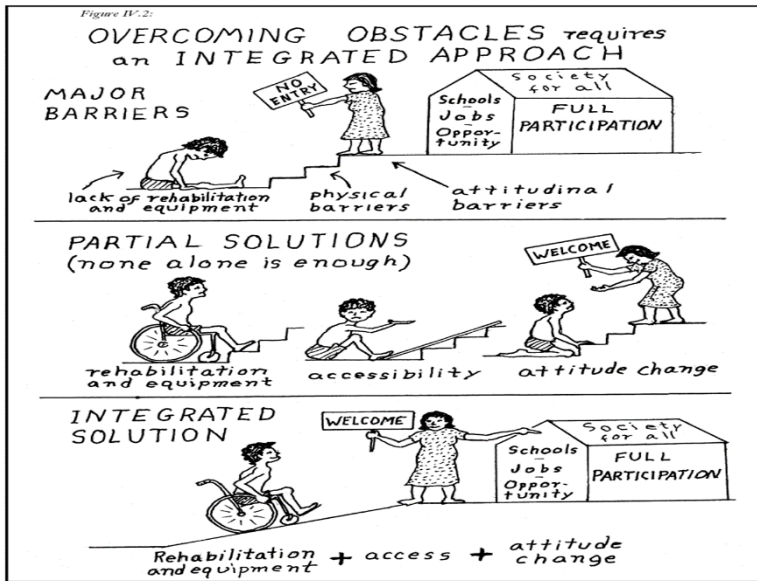 Figure IV.2:
OVERCOMING OBSTACLES requires
an INTEGRATED APPROACH
MAJOR
BARRIERS
NO
ENTRY
Society
for all
Schools
-
Jobs
-
Oppor-
tunity
FULL
PARTICIPATION
lack of rehabilitation
and equipment
physical
barriers
attitudinal
barriers
PARTIAL SOLUTIONS
(none alone is enough)
WELCOME
rehabilitation
and equipment
accessibility
attitude change
INTEGRATED
SOLUTION
WELCOME
Society
for all
Schools
-
Jobs
-
Oppor-
tunity
FULL
PARTICIPATION
Rehabilitation
and equipment
+ access +
attitude
change